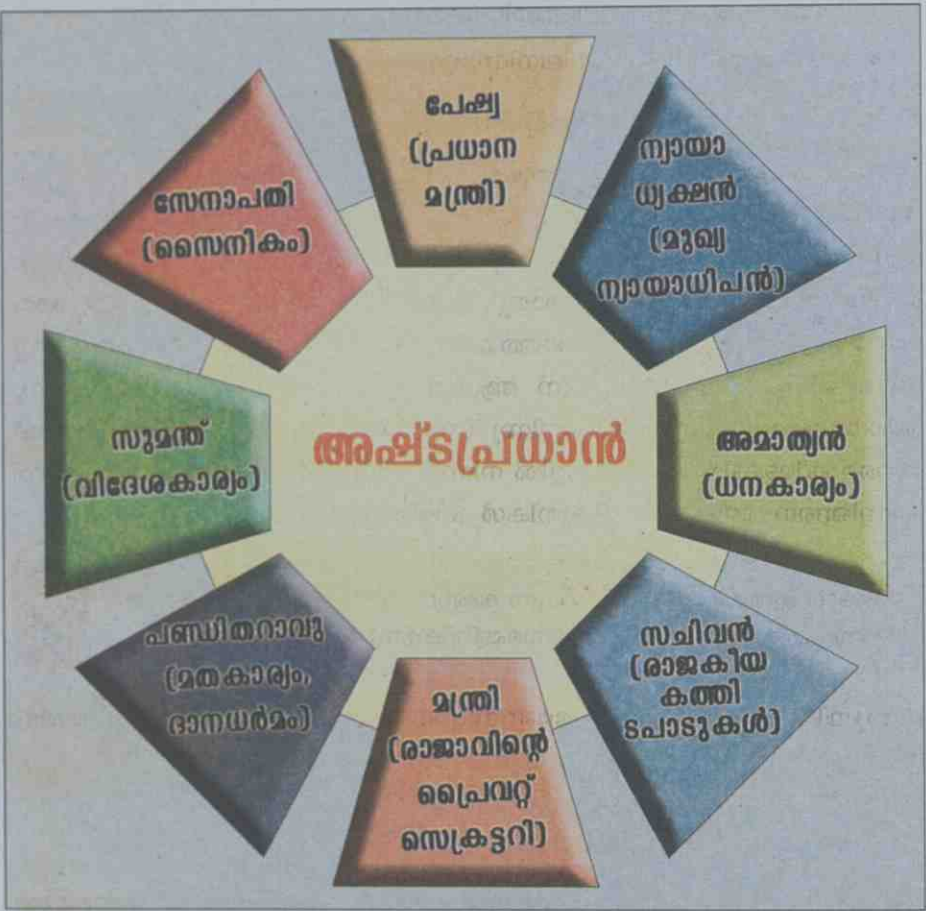 പേഷ്വ
(പ്രധാന
മന്ത്രി)
ന്യായാ
ധ്യക്ഷൻ
(മുഖ്യ
ന്യായാധിപൻ)
അമാത്യൻ
(ധനകാര്യം)
സചിവൻ
(രാജകീയ
കത്തി
ടപാടുകൾ)
മന്ത്രി
(രാജാവിന്റെ
പ്രൈവറ്റ്
സെക്രട്ടറി)
പണ്ഡിതറാവു
(മതകാര്യം,
ദാനധർമം)
സുമന്ത്
(വിദേശകാര്യം)
സേനാപതി
(സൈനികം)
അഷ്ടപ്രധാൻ